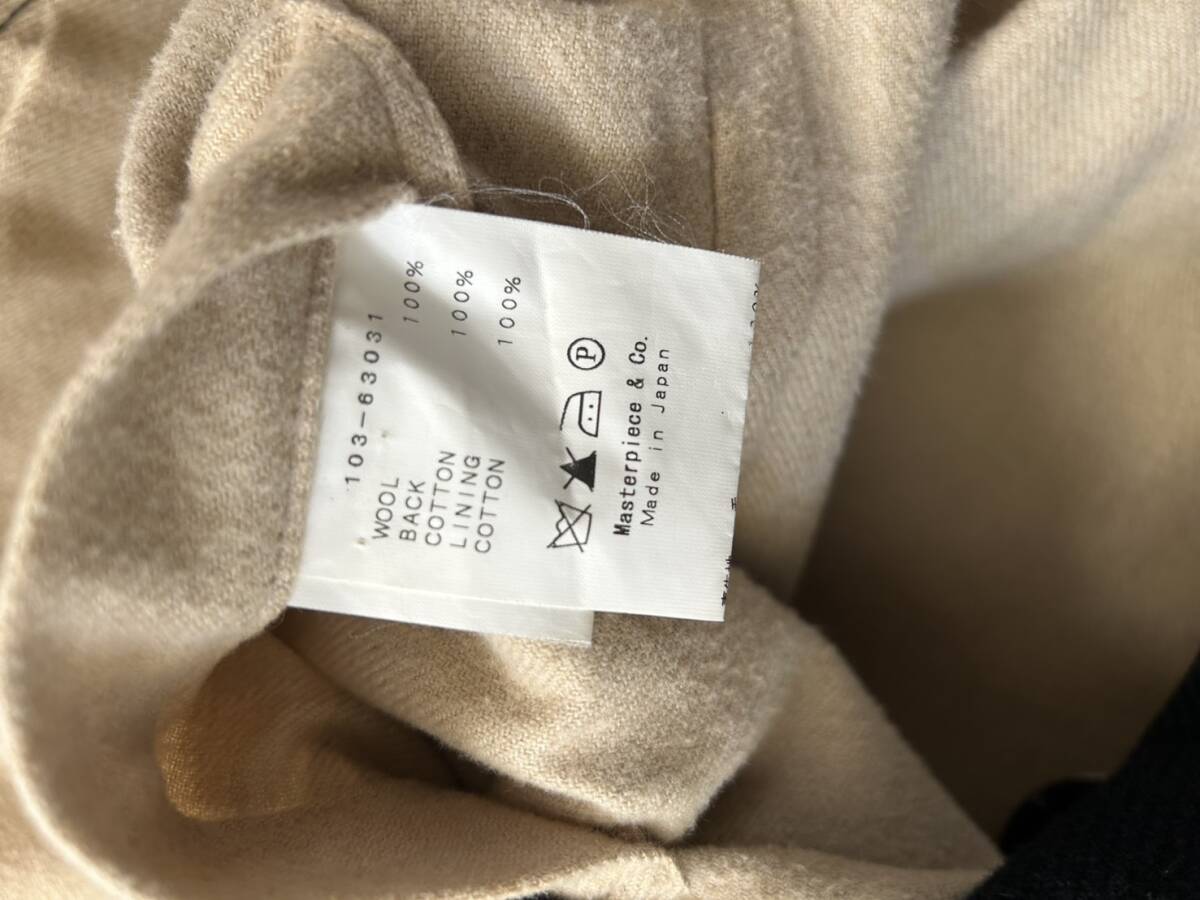 103-63031
WOOL 100%
BACK
COTTON 100%
LINING
COTTON 100%
P
Masterpiece & Co.
Made in Japan